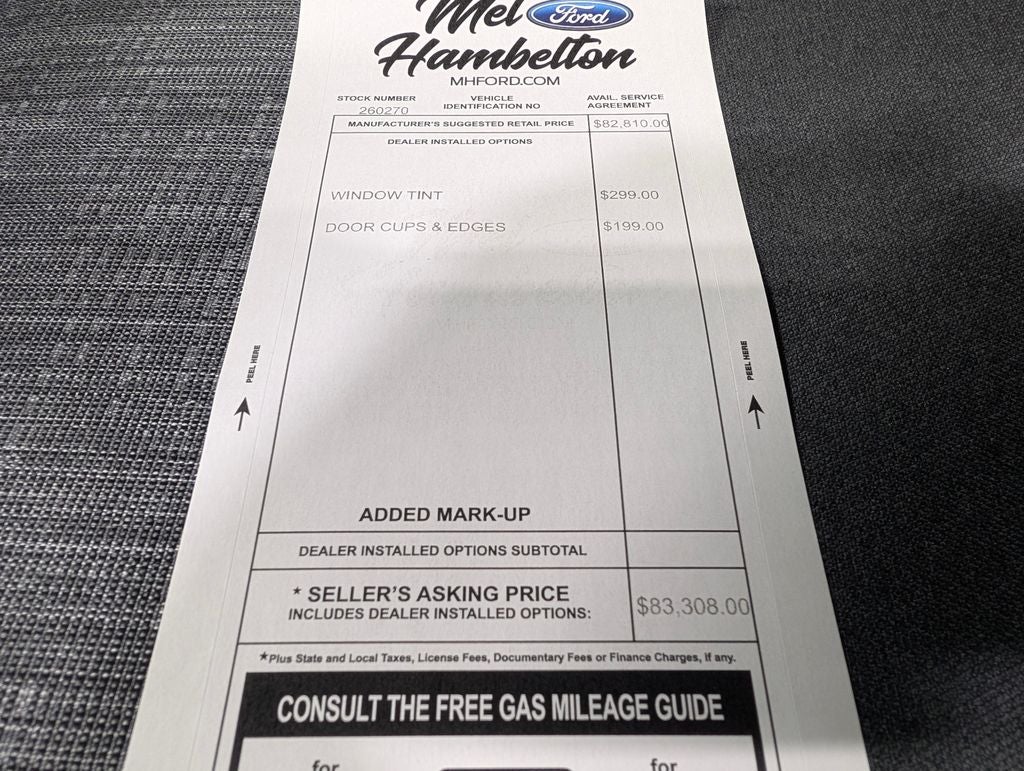 Mel Ford
Hambelton
MHFORD.COM
STOCK NUMBER
260270
VEHICLE
IDENTIFICATION NO
AVAIL. SERVICE
AGREEMENT
MANUFACTURER'S SUGGESTED RETAIL PRICE $82,810.00
DEALER INSTALLED OPTIONS
WINDOW TINT $299.00
DOOR CUPS & EDGES $199.00
PEEL HERE
PEEL HERE
ADDED MARK-UP
DEALER INSTALLED OPTIONS SUBTOTAL
* SELLER'S ASKING PRICE
INCLUDES DEALER INSTALLED OPTIONS: $83,308.00
*Plus State and Local Taxes, License Fees, Documentary Fees or Finance Charges, if any.
CONSULT THE FREE GAS MILEAGE GUIDE
for for